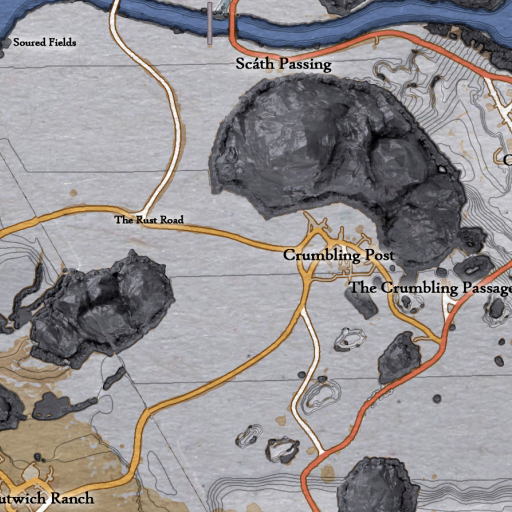 Soured Fields
Scáth Passing
The Rust Road
Crumbling Post
The Crumbling Passage
utwich Ranch